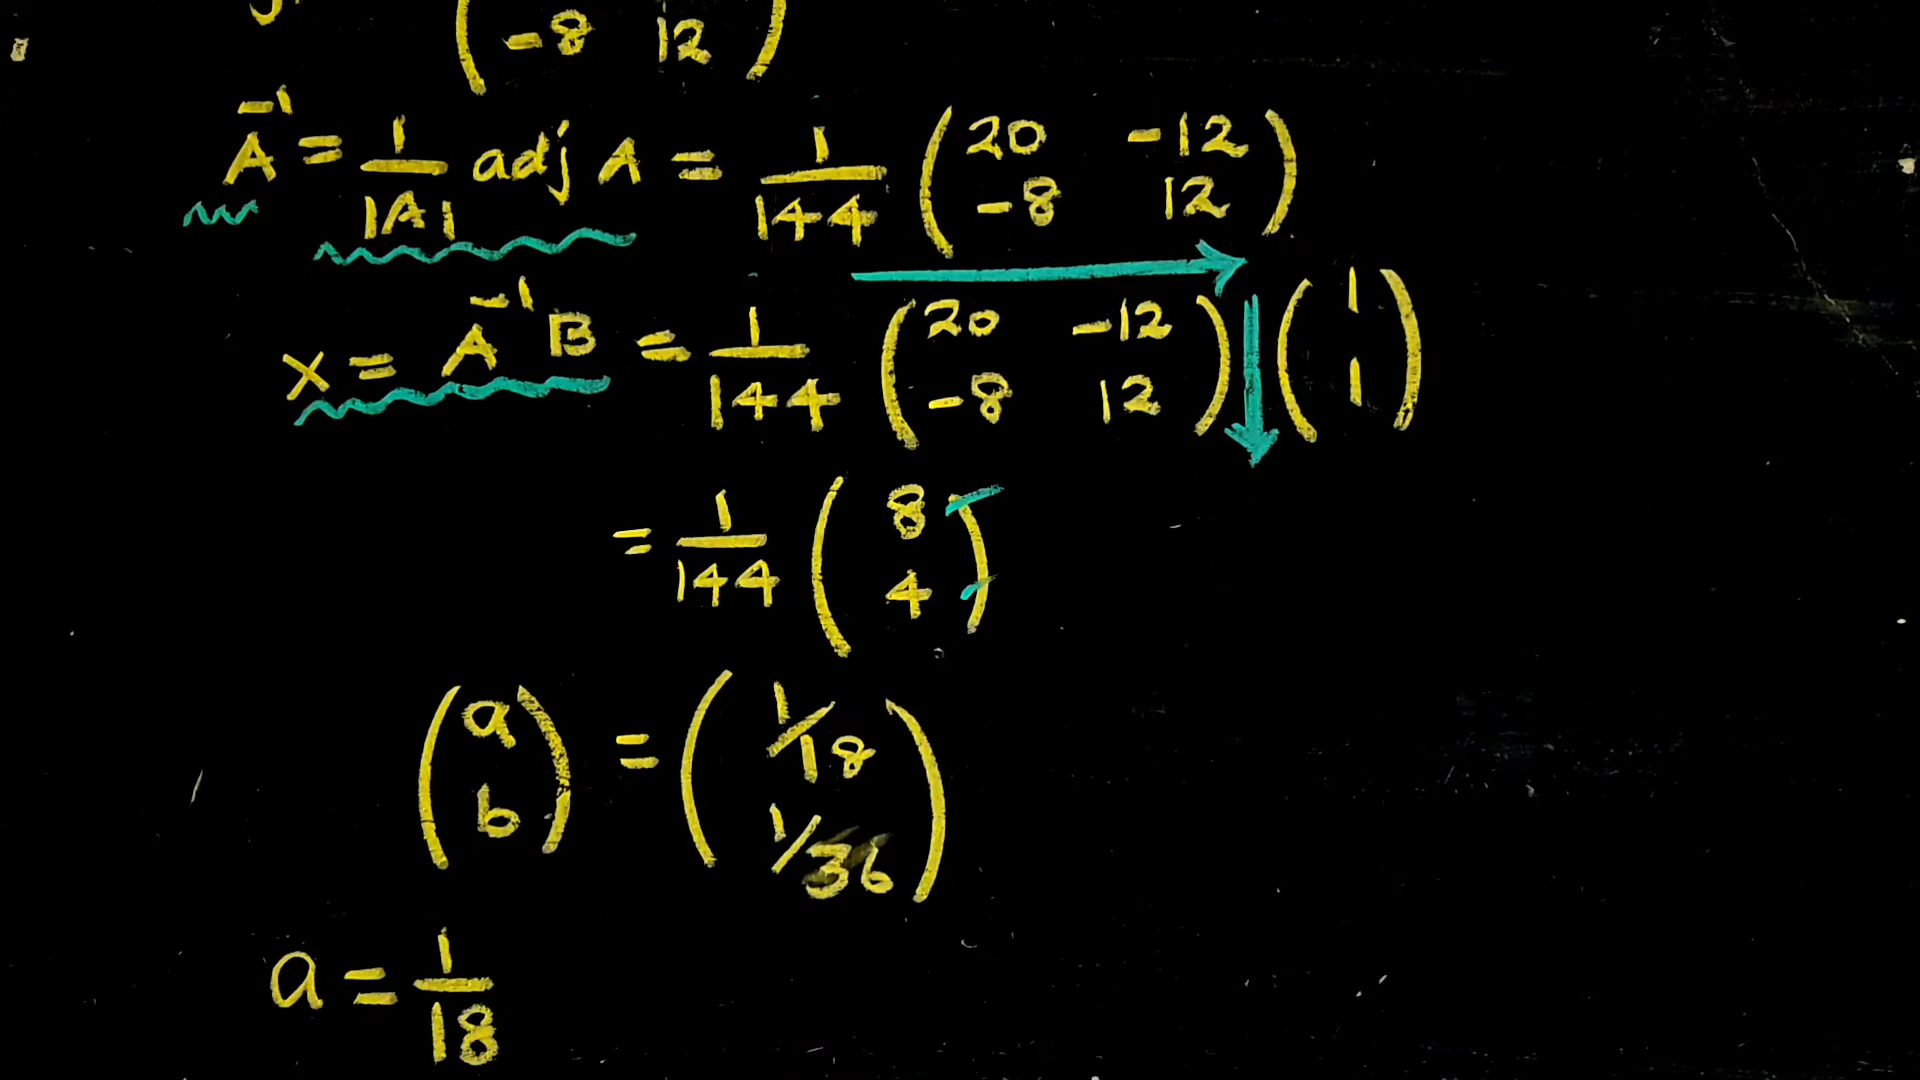 -8 12
A⁻¹ = 1/|A| adj A = 1/144 (20 -12
-8 12)
x = A⁻¹ B = 1/144 (20 -12
-8 12) (1
1)
= 1/144 (8
4)
(a
b) = (1/18
1/36)
a = 1/18